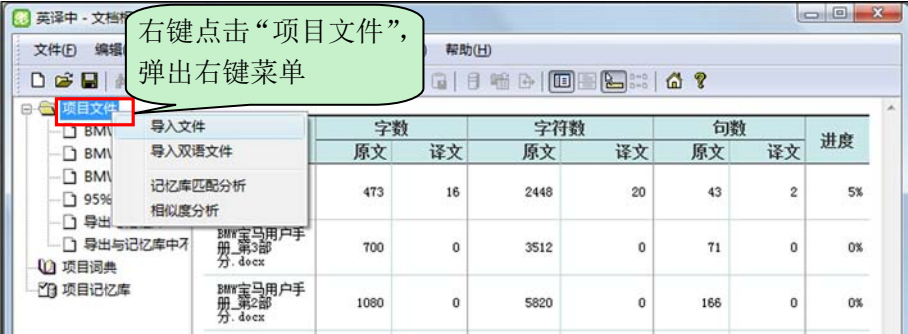 英译中 - 文档
右键点击“项目文件”,
弹出右键菜单
文件(F) 编辑 帮助(H)
项目文件
BMW
BMW
BMW
95%
导出
导出与记忆库中不
项目词典
项目记忆库
导入文件
导入双语文件
记忆库匹配分析
相似度分析
字数 字符数 句数 进度
原文 译文 原文 译文 原文 译文
473 16 2448 20 43 2 5%
BMW宝马用户手
册_第3部
分.docx
700 0 3512 0 71 0 0%
BMW宝马用户手
册_第2部
分.docx
1080 0 5820 0 166 0 0%